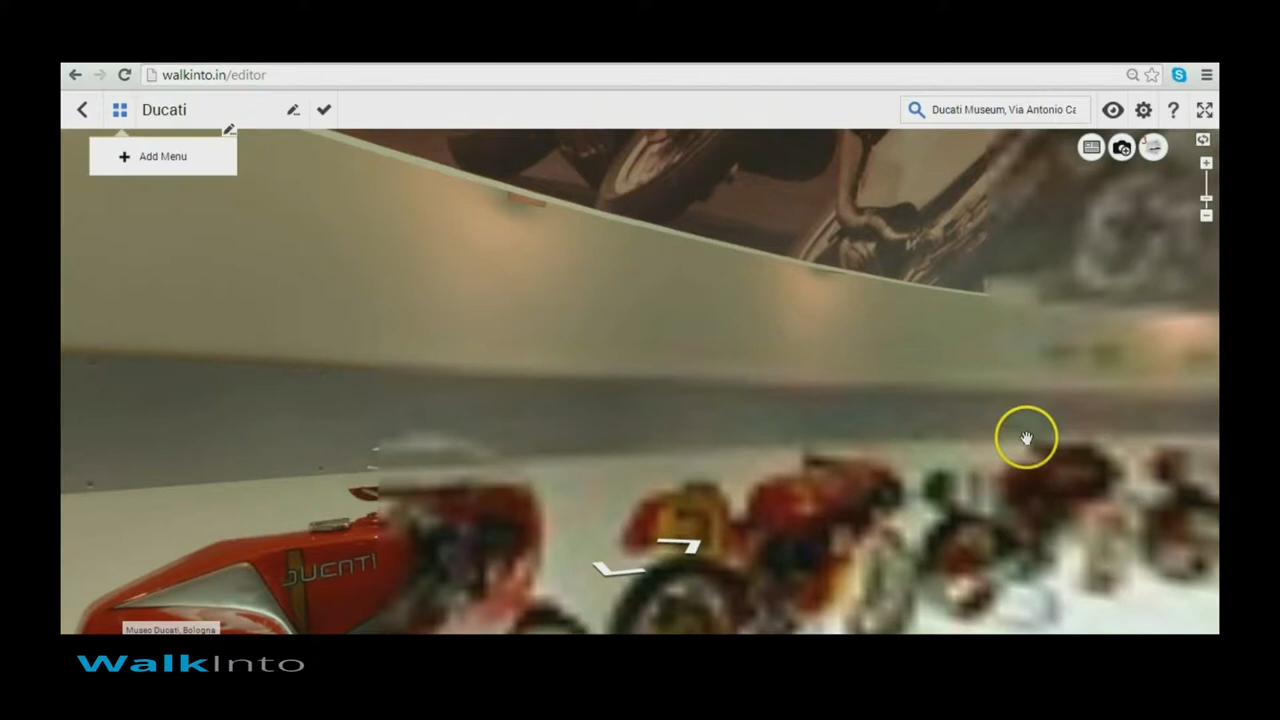 walkinto.in/editor
Ducati
Ducati Museum, Via Antonio Ca
+ Add Menu
DUCATI
Museo Ducati, Bologna
WalkInto